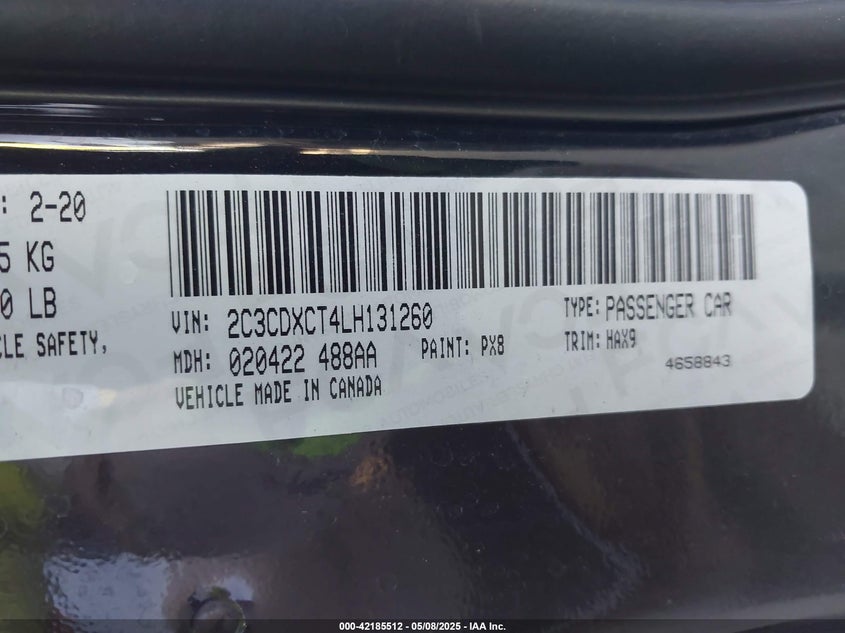 : 2-20
5 KG
0 LB
CLE SAFETY,
VIN: 2C3CDXCT4LH131260
TYPE: PASSENGER CAR
MDH: 020422 488AA
PAINT: PX8
TRIM: HAX9
VEHICLE MADE IN CANADA
4658843
000-42185512 - 05/08/2025 - IAA Inc.